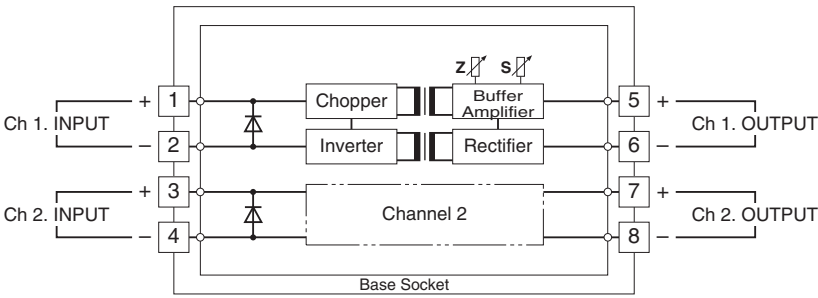 Z S
+ 1 Chopper Buffer Amplifier 5 +
Ch 1. INPUT Ch 1. OUTPUT
– 2 Inverter Rectifier 6 –
+ 3 7 +
Ch 2. INPUT Channel 2 Ch 2. OUTPUT
– 4 8 –
Base Socket